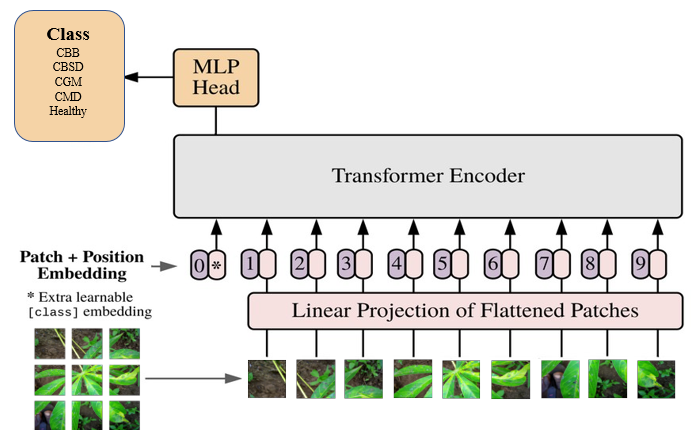 Class
CBB
CBSD
CGM
CMD
Healthy
MLP
Head
Transformer Encoder
Patch + Position
Embedding
0 * 1 2 3 4 5 6 7 8 9
* Extra learnable
[class] embedding
Linear Projection of Flattened Patches